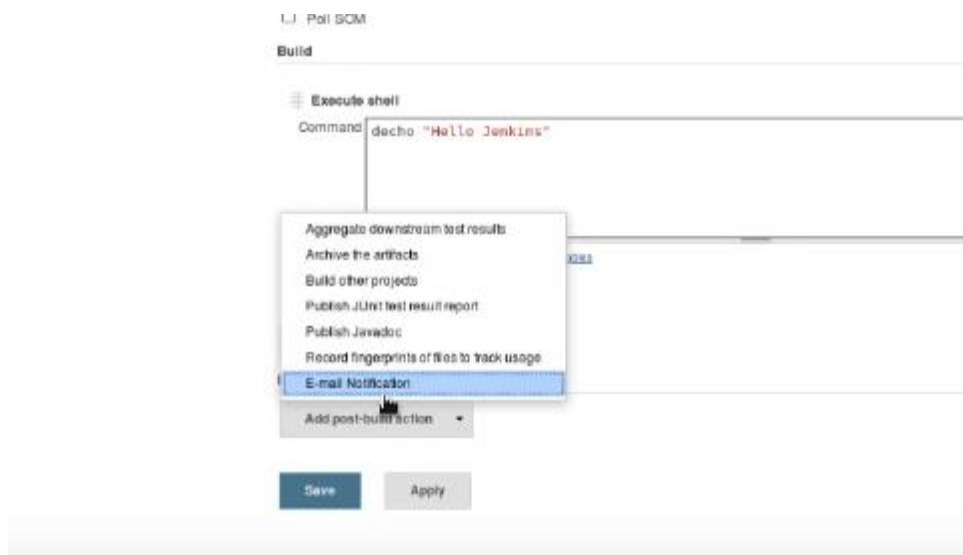 Poll SCM
Build
Execute shell
Command
decho "Hello Jenkins"
Aggregate downstream test results
Archive the artifacts
Build other projects
Publish JUnit test result report
Publish Javadoc
Record fingerprints of files to track usage
E-mail Notification
Add post-build action
Save
Apply